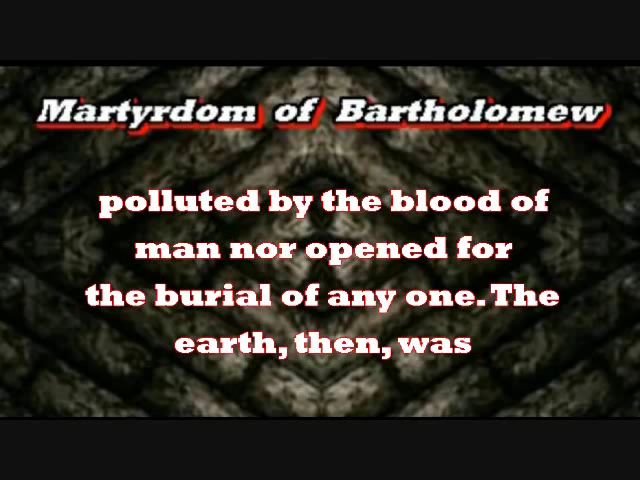 Martyrdom of Bartholomew
polluted by the blood of
man nor opened for
the burial of any one. The
earth, then, was